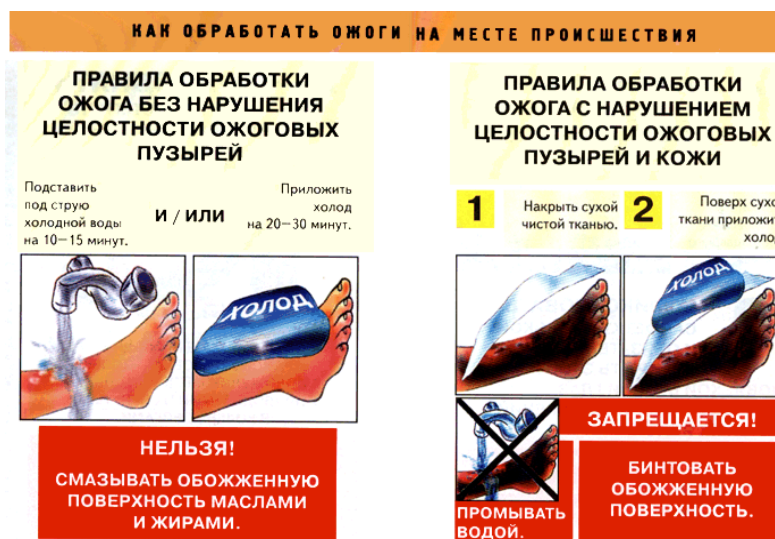 КАК ОБРАБОТАТЬ ОЖОГИ НА МЕСТЕ ПРОИСШЕСТВИЯ
ПРАВИЛА ОБРАБОТКИ
ОЖОГА БЕЗ НАРУШЕНИЯ
ЦЕЛОСТНОСТИ ОЖОГОВЫХ
ПУЗЫРЕЙ
Подставить
под струю
холодной воды
на 10—15 минут.
И / ИЛИ
Приложить
холод
на 20—30 минут.
ХОЛОД
НЕЛЬЗЯ!
СМАЗЫВАТЬ ОБОЖЖЕННУЮ
ПОВЕРХНОСТЬ МАСЛАМИ
И ЖИРАМИ.
ПРАВИЛА ОБРАБОТКИ
ОЖОГА С НАРУШЕНИЕМ
ЦЕЛОСТНОСТИ ОЖОГОВЫХ
ПУЗЫРЕЙ И КОЖИ
1
Накрыть сухой
чистой тканью.
2
Поверх
ткани
ХОЛОД
ЗАПРЕЩАЕТСЯ!
ПРОМЫВАТЬ
ВОДОЙ.
БИНТОВАТЬ
ОБОЖЖЕННУЮ
ПОВЕРХНОСТЬ.